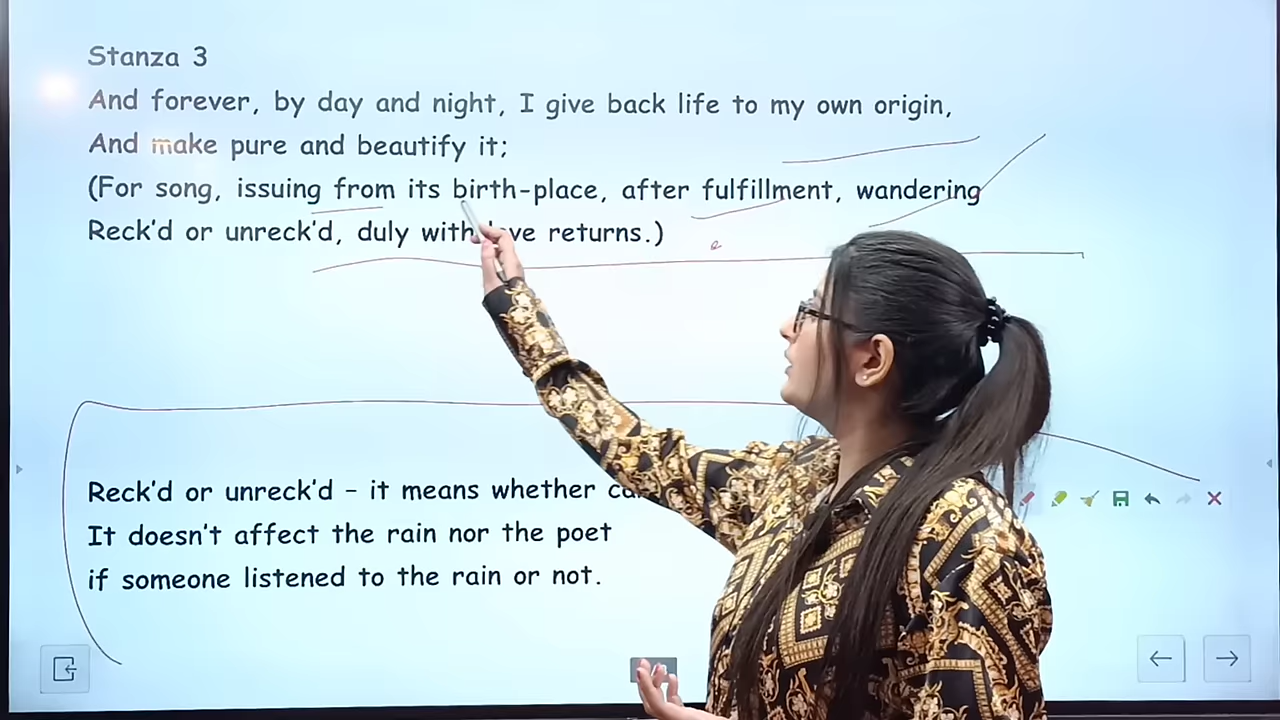 Stanza 3
And forever, by day and night, I give back life to my own origin,
And make pure and beautify it;
(For song, issuing from its birth-place, after fulfillment, wandering
Reck'd or unreck'd, duly with returns.)
Reck'd or unreck'd - it means whether
It doesn't affect the rain nor the poet
if someone listened to the rain or not.